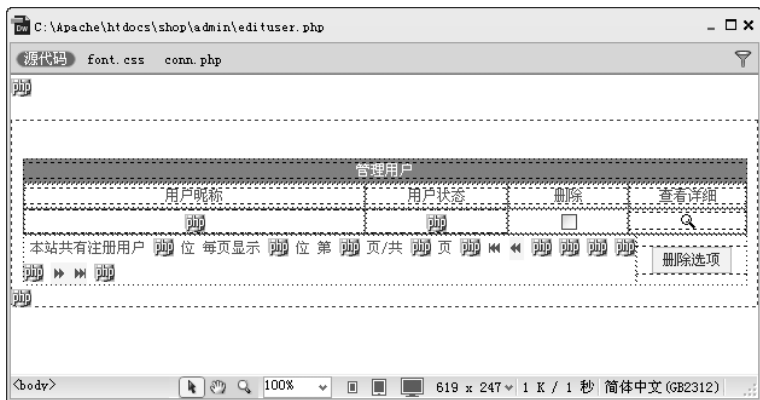 Dw C:\Apache\htdocs\shop\admin\edituser.php
源代码 font.css conn.php
php
管理用户
用户昵称 用户状态 删除 查看详细
php php
本站共有注册用户 php 位 每页显示 php 位 第 php 页/共 php 页 php php php php php
删除选项
php php
php
<body> 100% 619 x 247 1 K / 1 秒 简体中文(GB2312)